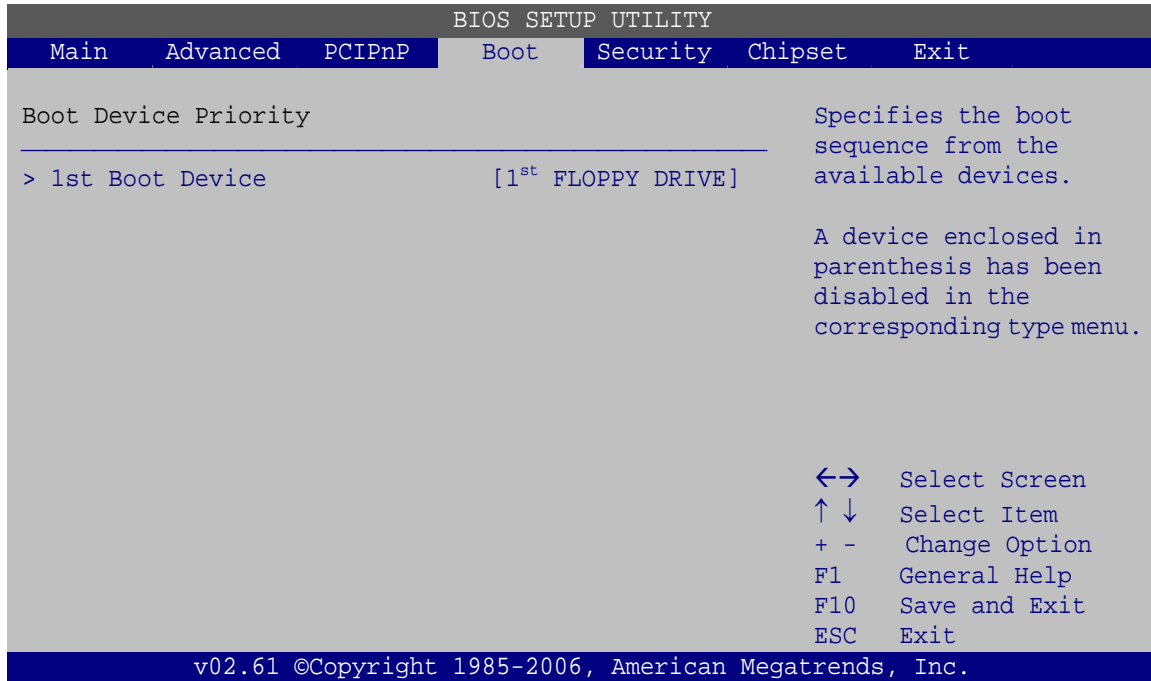 BIOS SETUP UTILITY
Main Advanced PCIPnP Boot Security Chipset Exit
Boot Device Priority
> 1st Boot Device [1st FLOPPY DRIVE]
Specifies the boot
sequence from the
available devices.
A device enclosed in
parenthesis has been
disabled in the
corresponding type menu.
←→ Select Screen
↑ ↓ Select Item
+ - Change Option
F1 General Help
F10 Save and Exit
ESC Exit
v02.61 ©Copyright 1985-2006, American Megatrends, Inc.